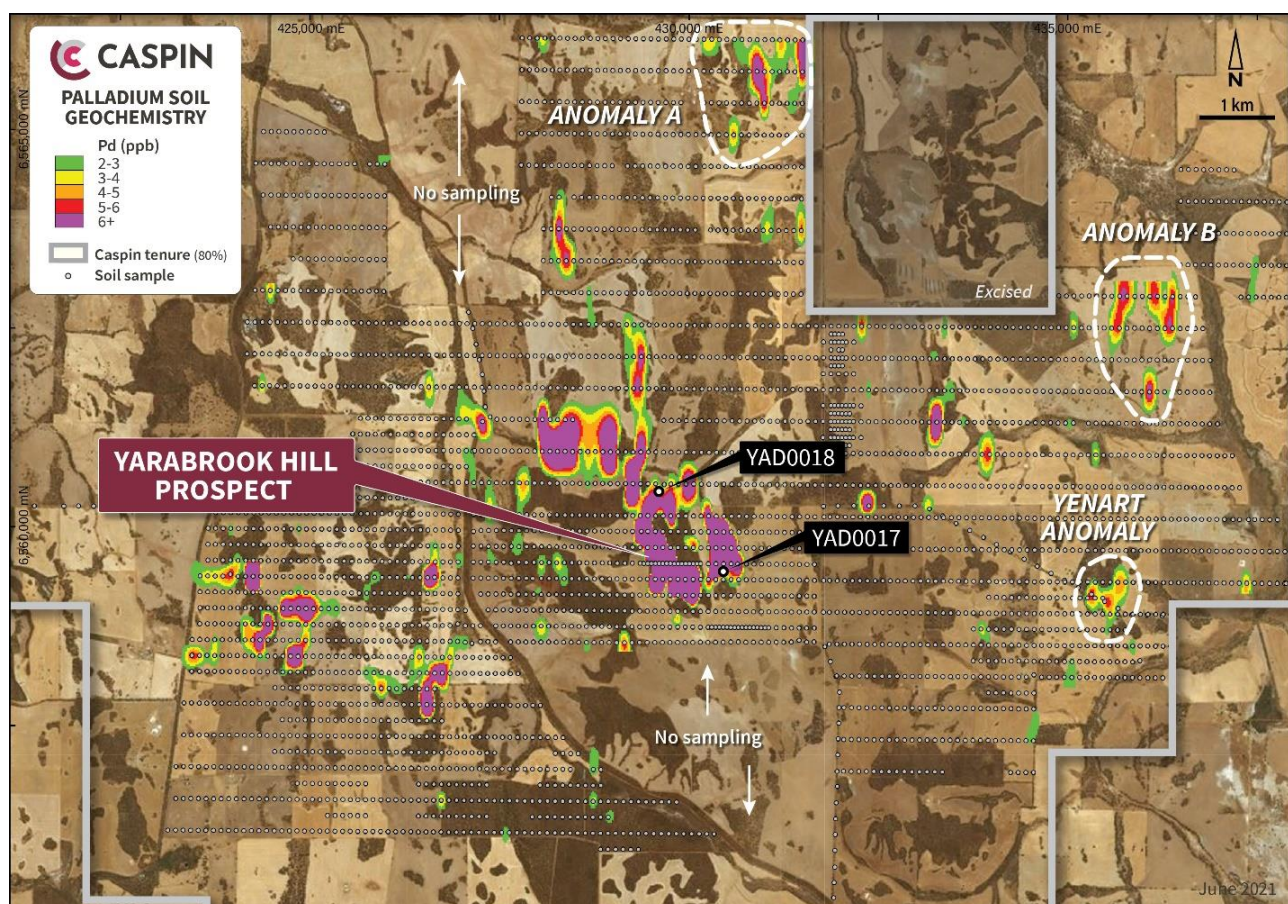 CASPIN
PALLADIUM SOIL
GEOCHEMISTRY
Pd (ppb)
2-3
3-4
4-5
5-6
6+
Caspin tenure (80%)
Soil sample
425,000 mE
430,000 mE
435,000 mE
N
1 km
6,565,000 mN
ANOMALY A
No sampling
Excised
ANOMALY B
YARABROOK HILL
PROSPECT
YAD0018
6,560,000 mN
YENART
ANOMALY
YAD0017
No sampling
June 2021